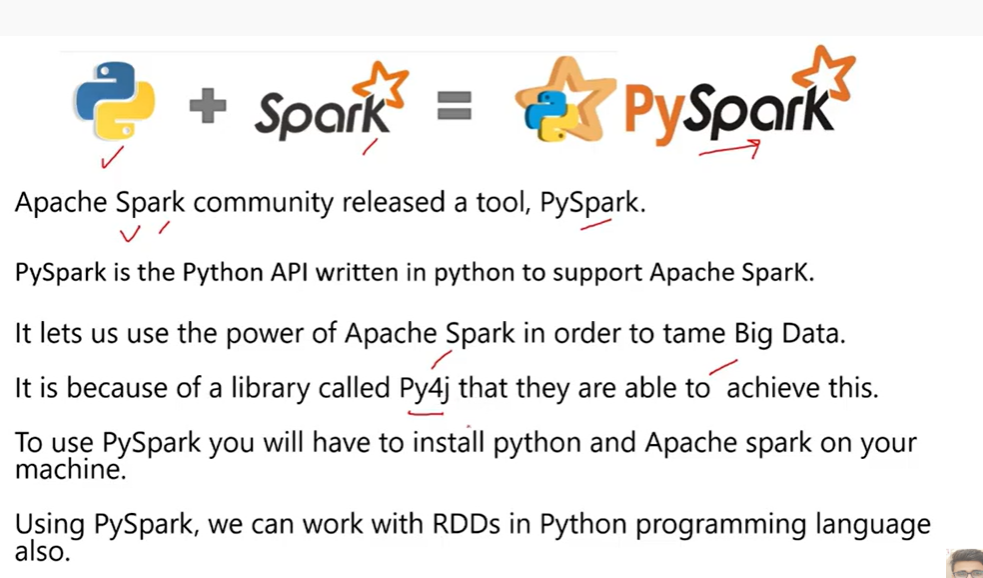 + Spark = PySpark
Apache Spark community released a tool, PySpark.
PySpark is the Python API written in python to support Apache SparK.
It lets us use the power of Apache Spark in order to tame Big Data.
It is because of a library called Py4j that they are able to achieve this.
To use PySpark you will have to install python and Apache spark on your
machine.
Using PySpark, we can work with RDDs in Python programming language
also.